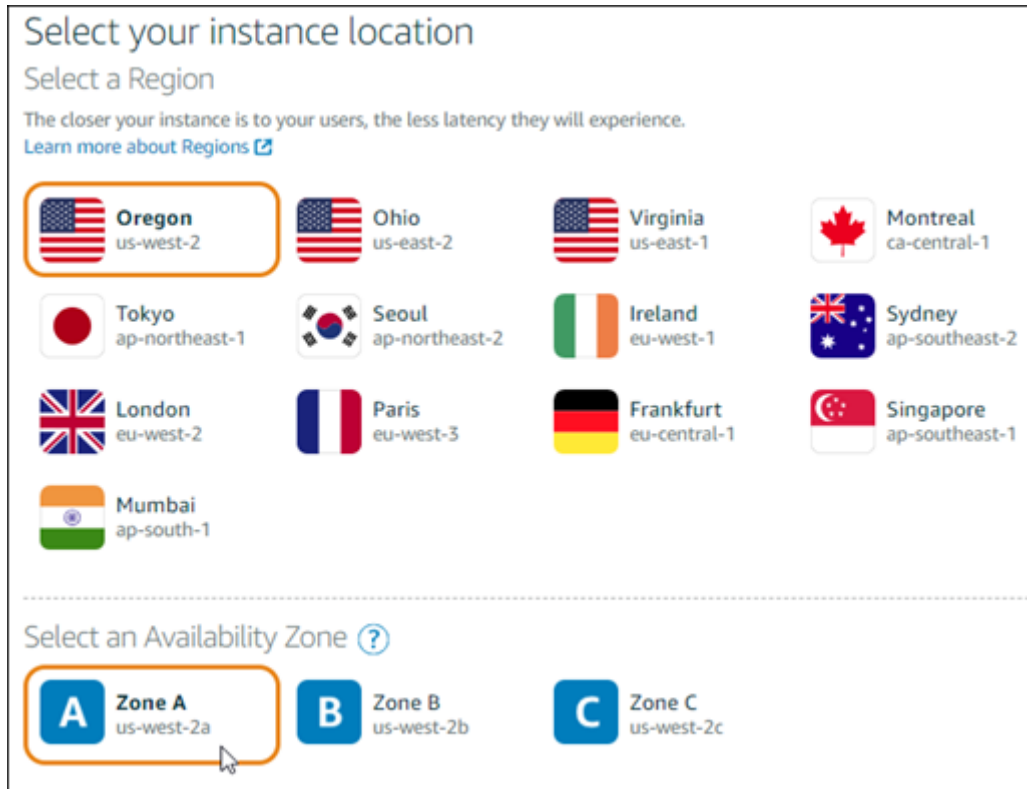 Select your instance location
Select a Region
The closer your instance is to your users, the less latency they will experience.
Learn more about Regions
Oregon
us-west-2
Ohio
us-east-2
Virginia
us-east-1
Montreal
ca-central-1
Tokyo
ap-northeast-1
Seoul
ap-northeast-2
Ireland
eu-west-1
Sydney
ap-southeast-2
London
eu-west-2
Paris
eu-west-3
Frankfurt
eu-central-1
Singapore
ap-southeast-1
Mumbai
ap-south-1
Select an Availability Zone ?
A
Zone A
us-west-2a
B
Zone B
us-west-2b
C
Zone C
us-west-2c